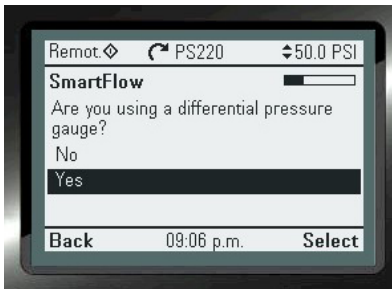 Remot. PS220 50.0 PSI
SmartFlow
Are you using a differential pressure
gauge?
No
Yes
Back 09:06 p.m. Select